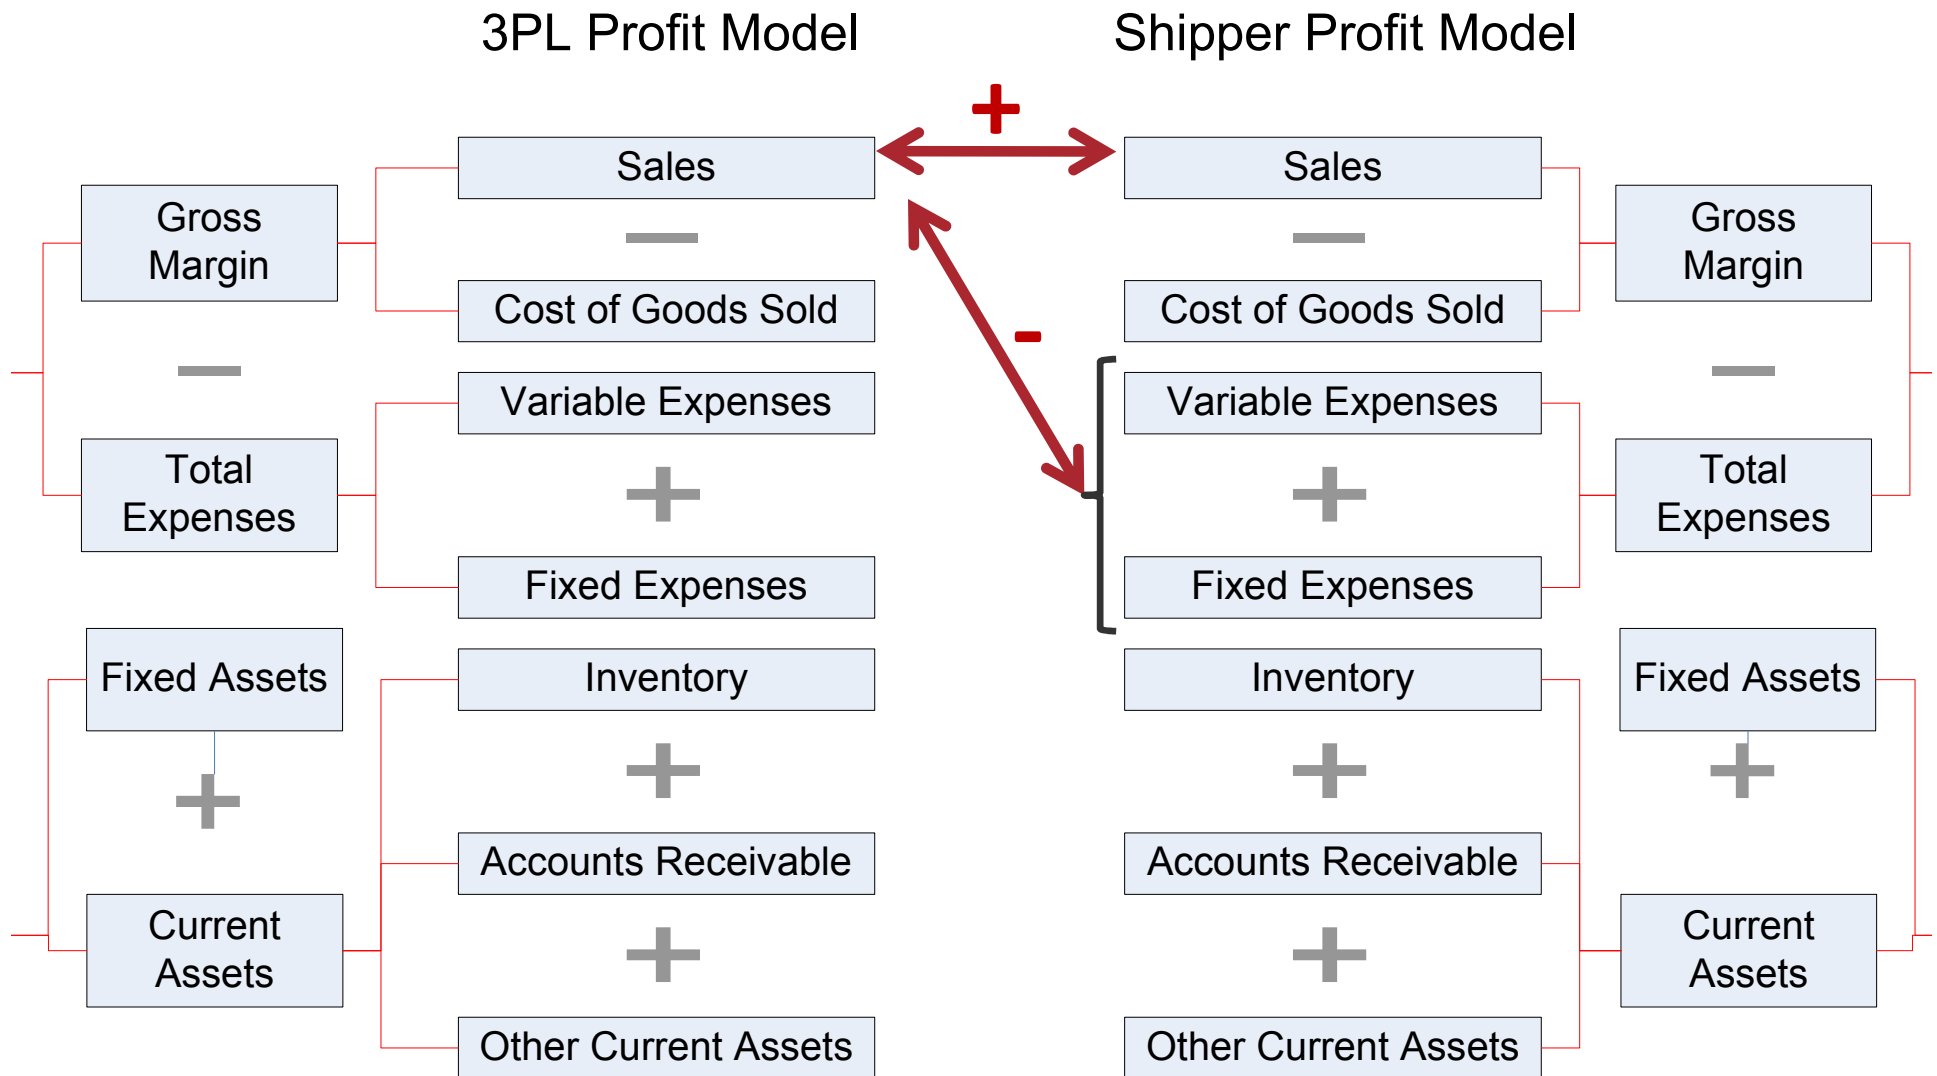 3PL Profit Model
Shipper Profit Model
+
Sales
Sales
Gross
Margin
Gross
Margin
Cost of Goods Sold
Cost of Goods Sold
-
Variable Expenses
Variable Expenses
Total
Expenses
Total
Expenses
Fixed Expenses
Fixed Expenses
Fixed Assets
Inventory
Inventory
Fixed Assets
Accounts Receivable
Accounts Receivable
Current
Assets
Current
Assets
Other Current Assets
Other Current Assets